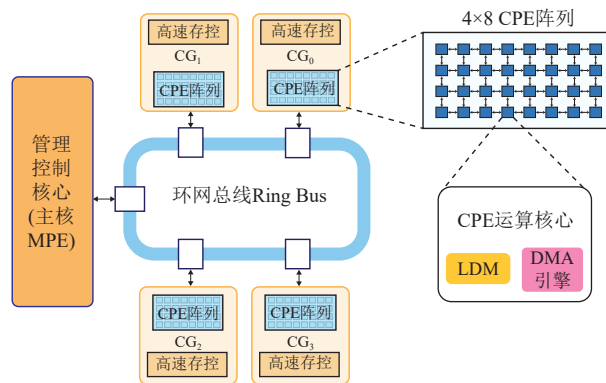 高速存控
CG₁
CPE阵列
高速存控
CG₀
CPE阵列
4×8 CPE阵列
管理
控制
核心
(主核
MPE)
环网总线Ring Bus
CPE运算核心
LDM
DMA
引擎
CPE阵列
CG₂
高速存控
CPE阵列
CG₃
高速存控